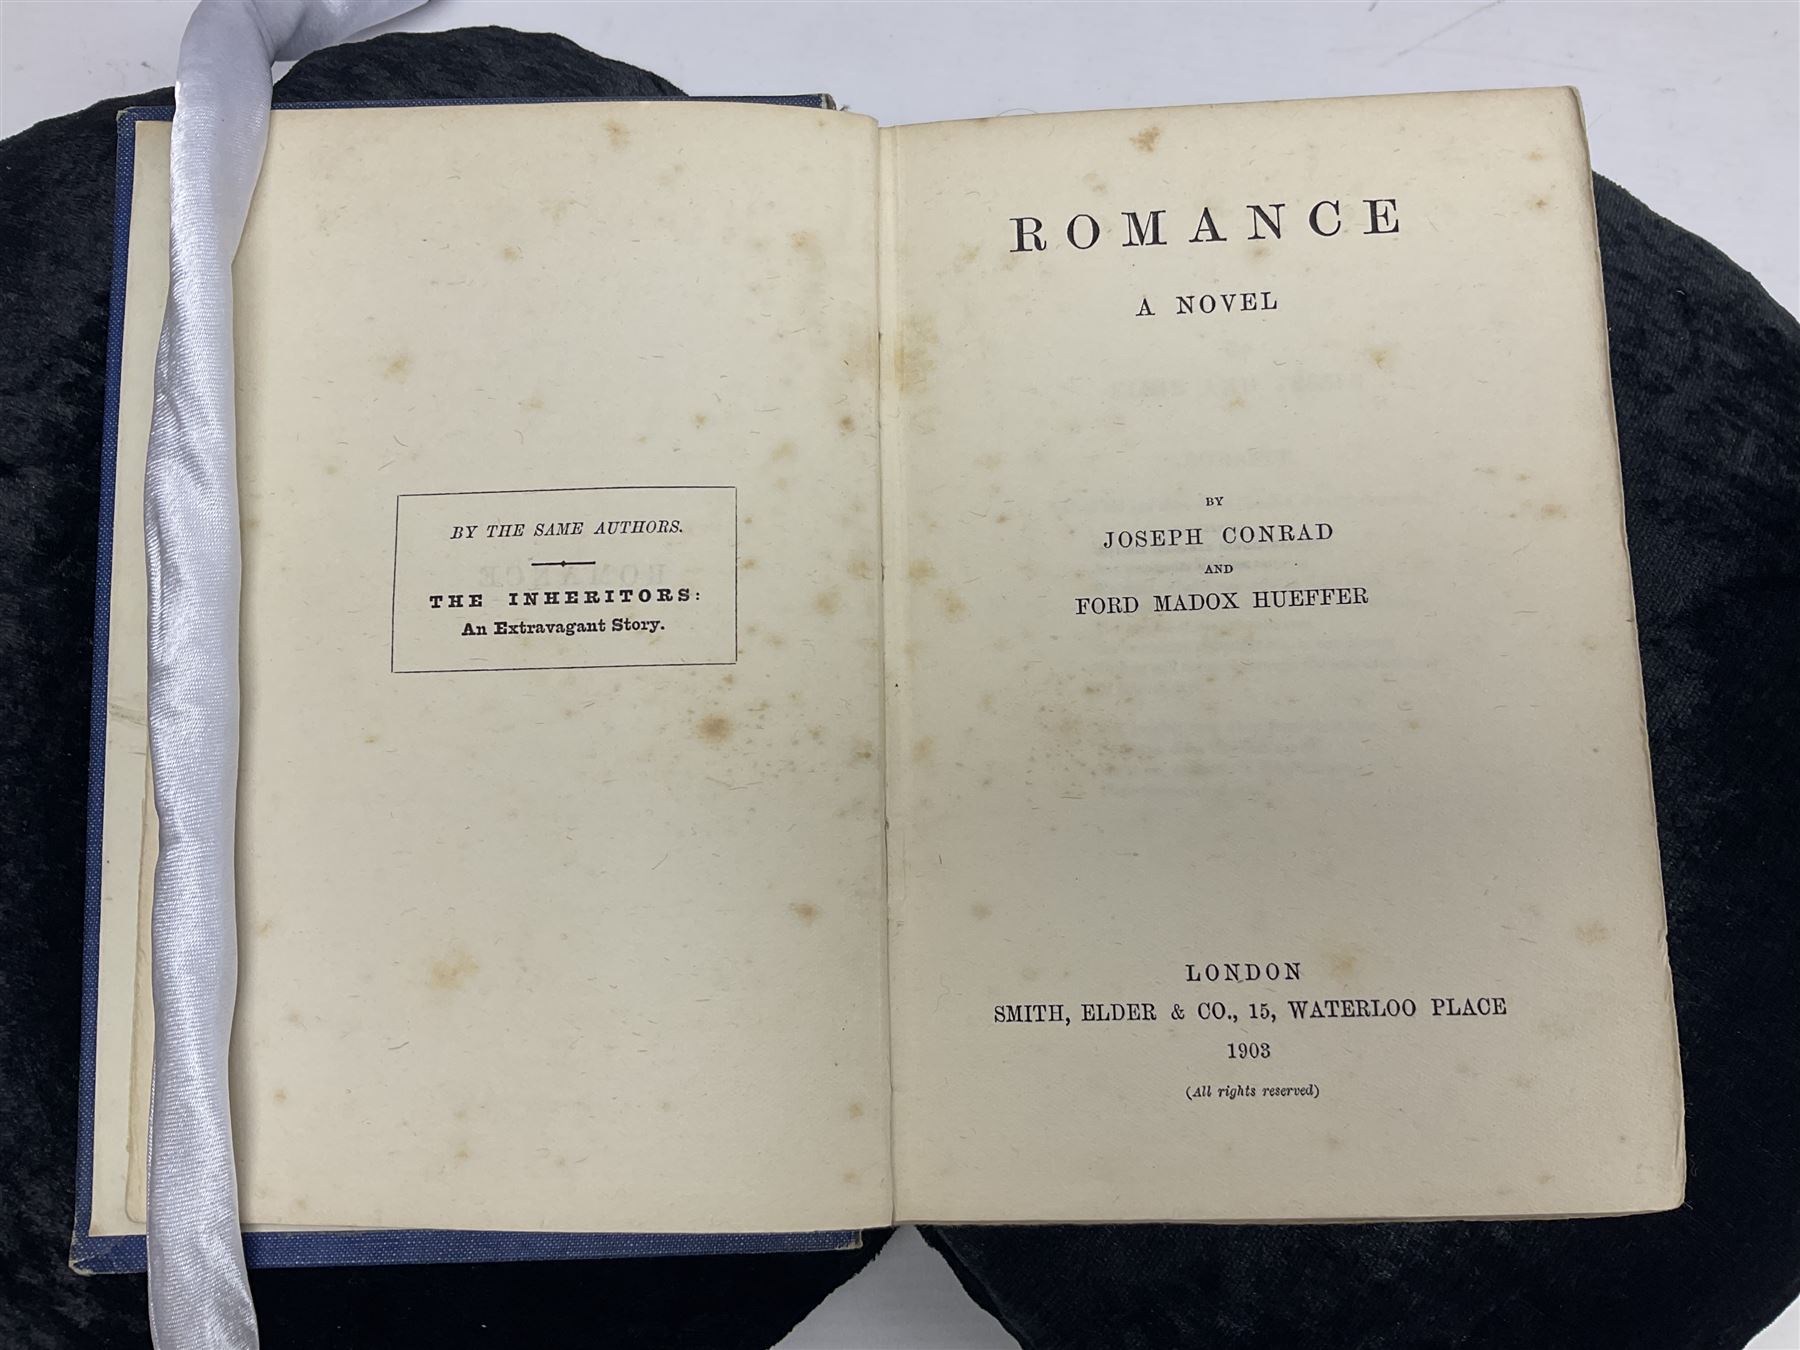 BY THE SAME AUTHORS.
THE INHERITORS:
An Extravagant Story.
ROMANCE
A NOVEL
BY
JOSEPH CONRAD
AND
FORD MADOX HUEFFER
LONDON
SMITH, ELDER & CO., 15, WATERLOO PLACE
1903
(All rights reserved)